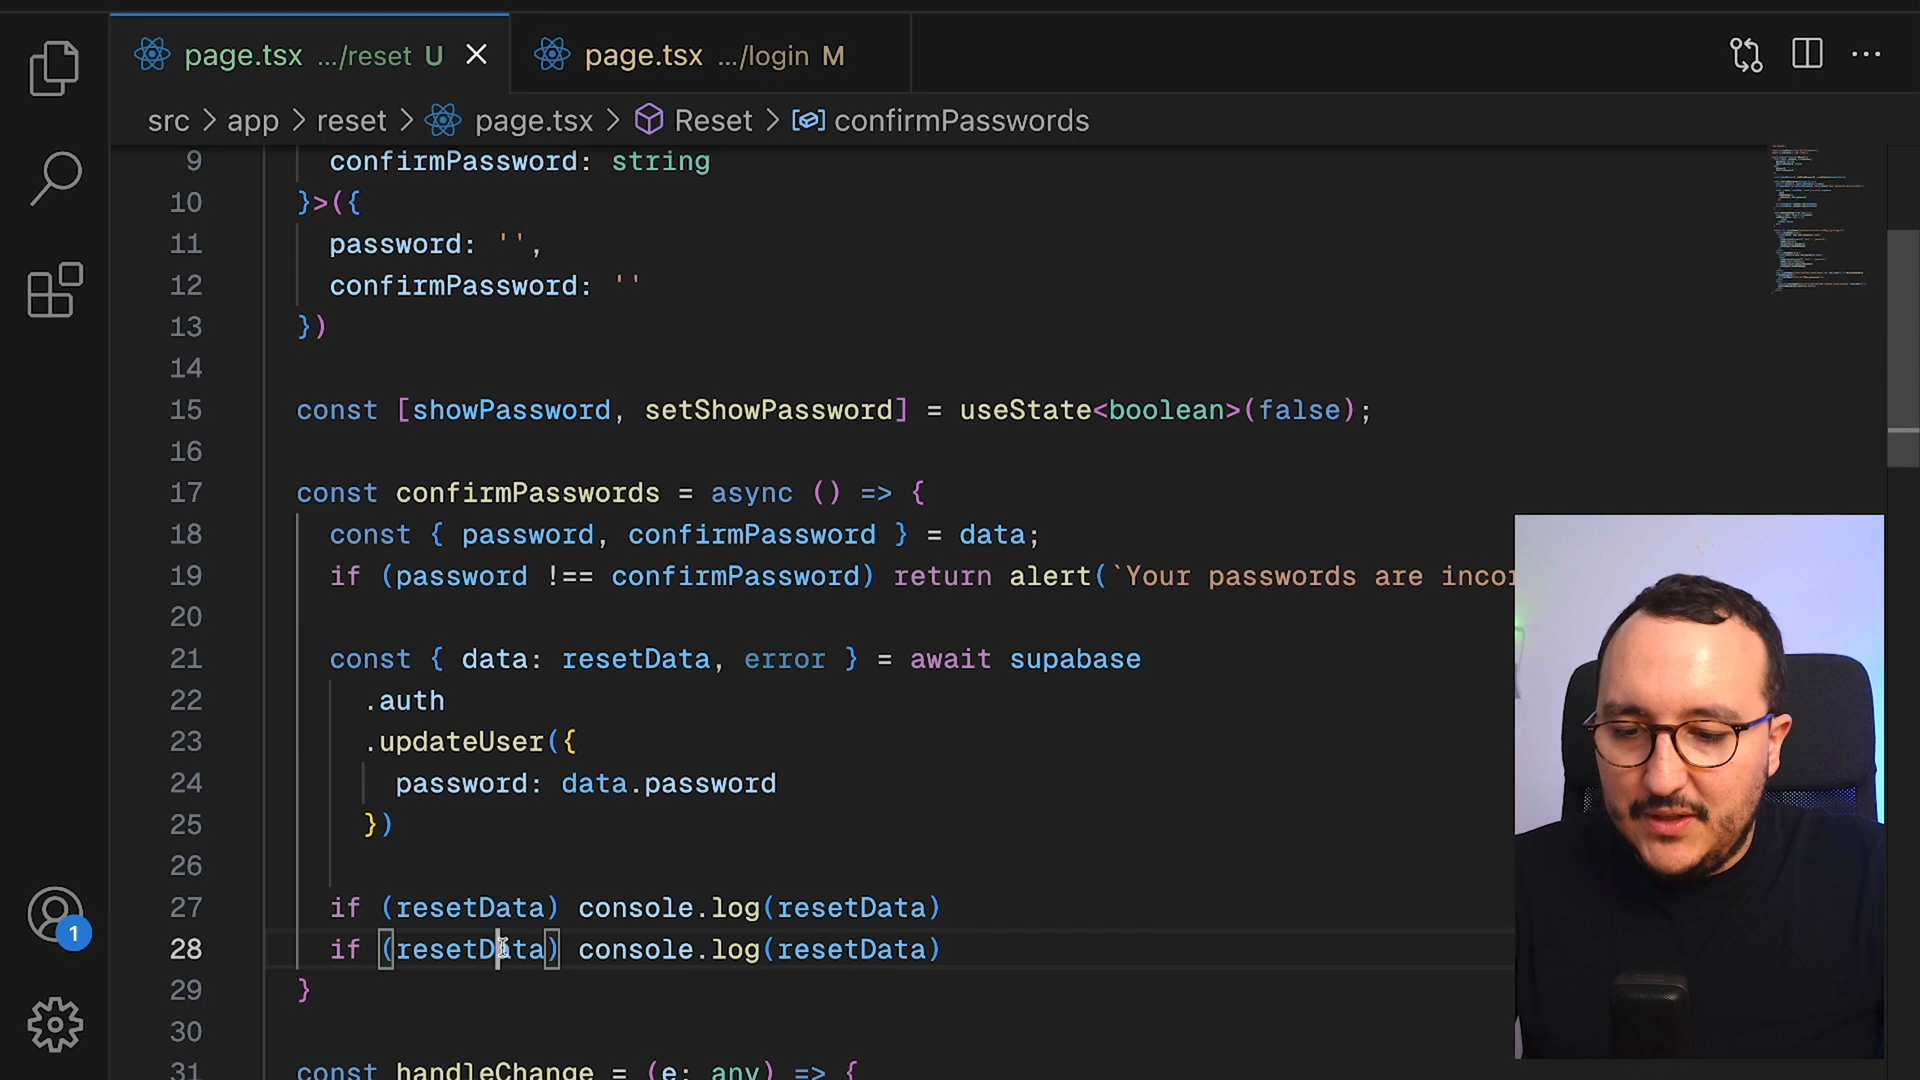 page.tsx .../reset U
page.tsx .../login M
src > app > reset > page.tsx > Reset > confirmPasswords
9 confirmPassword: string
10 }>({
11 password: '',
12 confirmPassword: ''
13 })
14
15 const [showPassword, setShowPassword] = useState<boolean>(false);
16
17 const confirmPasswords = async () => {
18 const { password, confirmPassword } = data;
19 if (password !== confirmPassword) return alert(`Your passwords are incor
20
21 const { data: resetData, error } = await supabase
22 .auth
23 .updateUser({
24 password: data.password
25 })
26
27 if (resetData) console.log(resetData)
28 if (resetData) console.log(resetData)
29 }
30
31 const handleChange = (e: any) => {
1